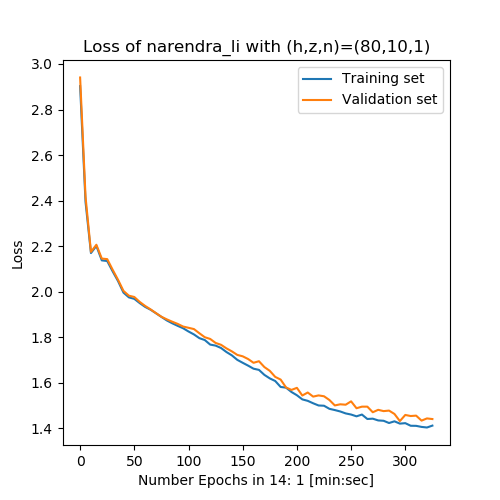 Loss of narendra_li with (h,z,n)=(80,10,1)
Training set
Validation set
3.0
2.8
2.6
2.4
2.2
2.0
1.8
1.6
1.4
Loss
0 50 100 150 200 250 300
Number Epochs in 14: 1 [min:sec]